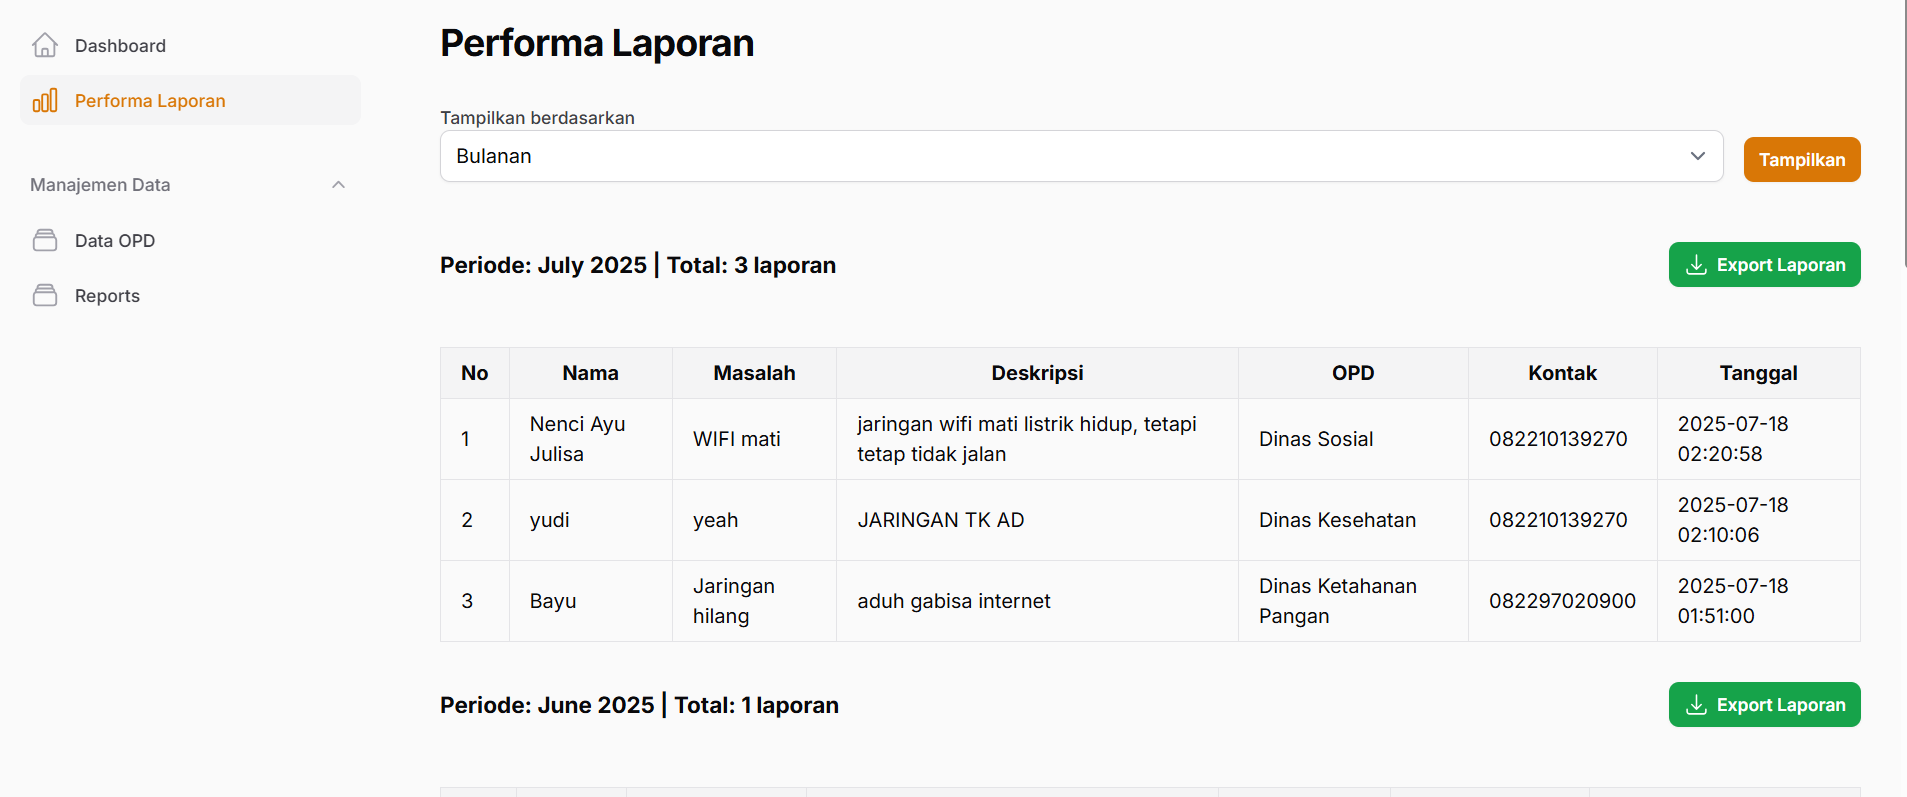 Dashboard
Performa Laporan
Manajemen Data
Data OPD
Reports
Performa Laporan
Tampilkan berdasarkan
Bulanan
Tampilkan
Periode: July 2025 | Total: 3 laporan
Export Laporan
No Nama Masalah Deskripsi OPD Kontak Tanggal
1 Nenci Ayu Julisa WIFI mati jaringan wifi mati listrik hidup, tetapi tetap tidak jalan Dinas Sosial 082210139270 2025-07-18 02:20:58
2 yudi yeah JARINGAN TK AD Dinas Kesehatan 082210139270 2025-07-18 02:10:06
3 Bayu Jaringan hilang aduh gabisa internet Dinas Ketahanan Pangan 082297020900 2025-07-18 01:51:00
Periode: June 2025 | Total: 1 laporan
Export Laporan